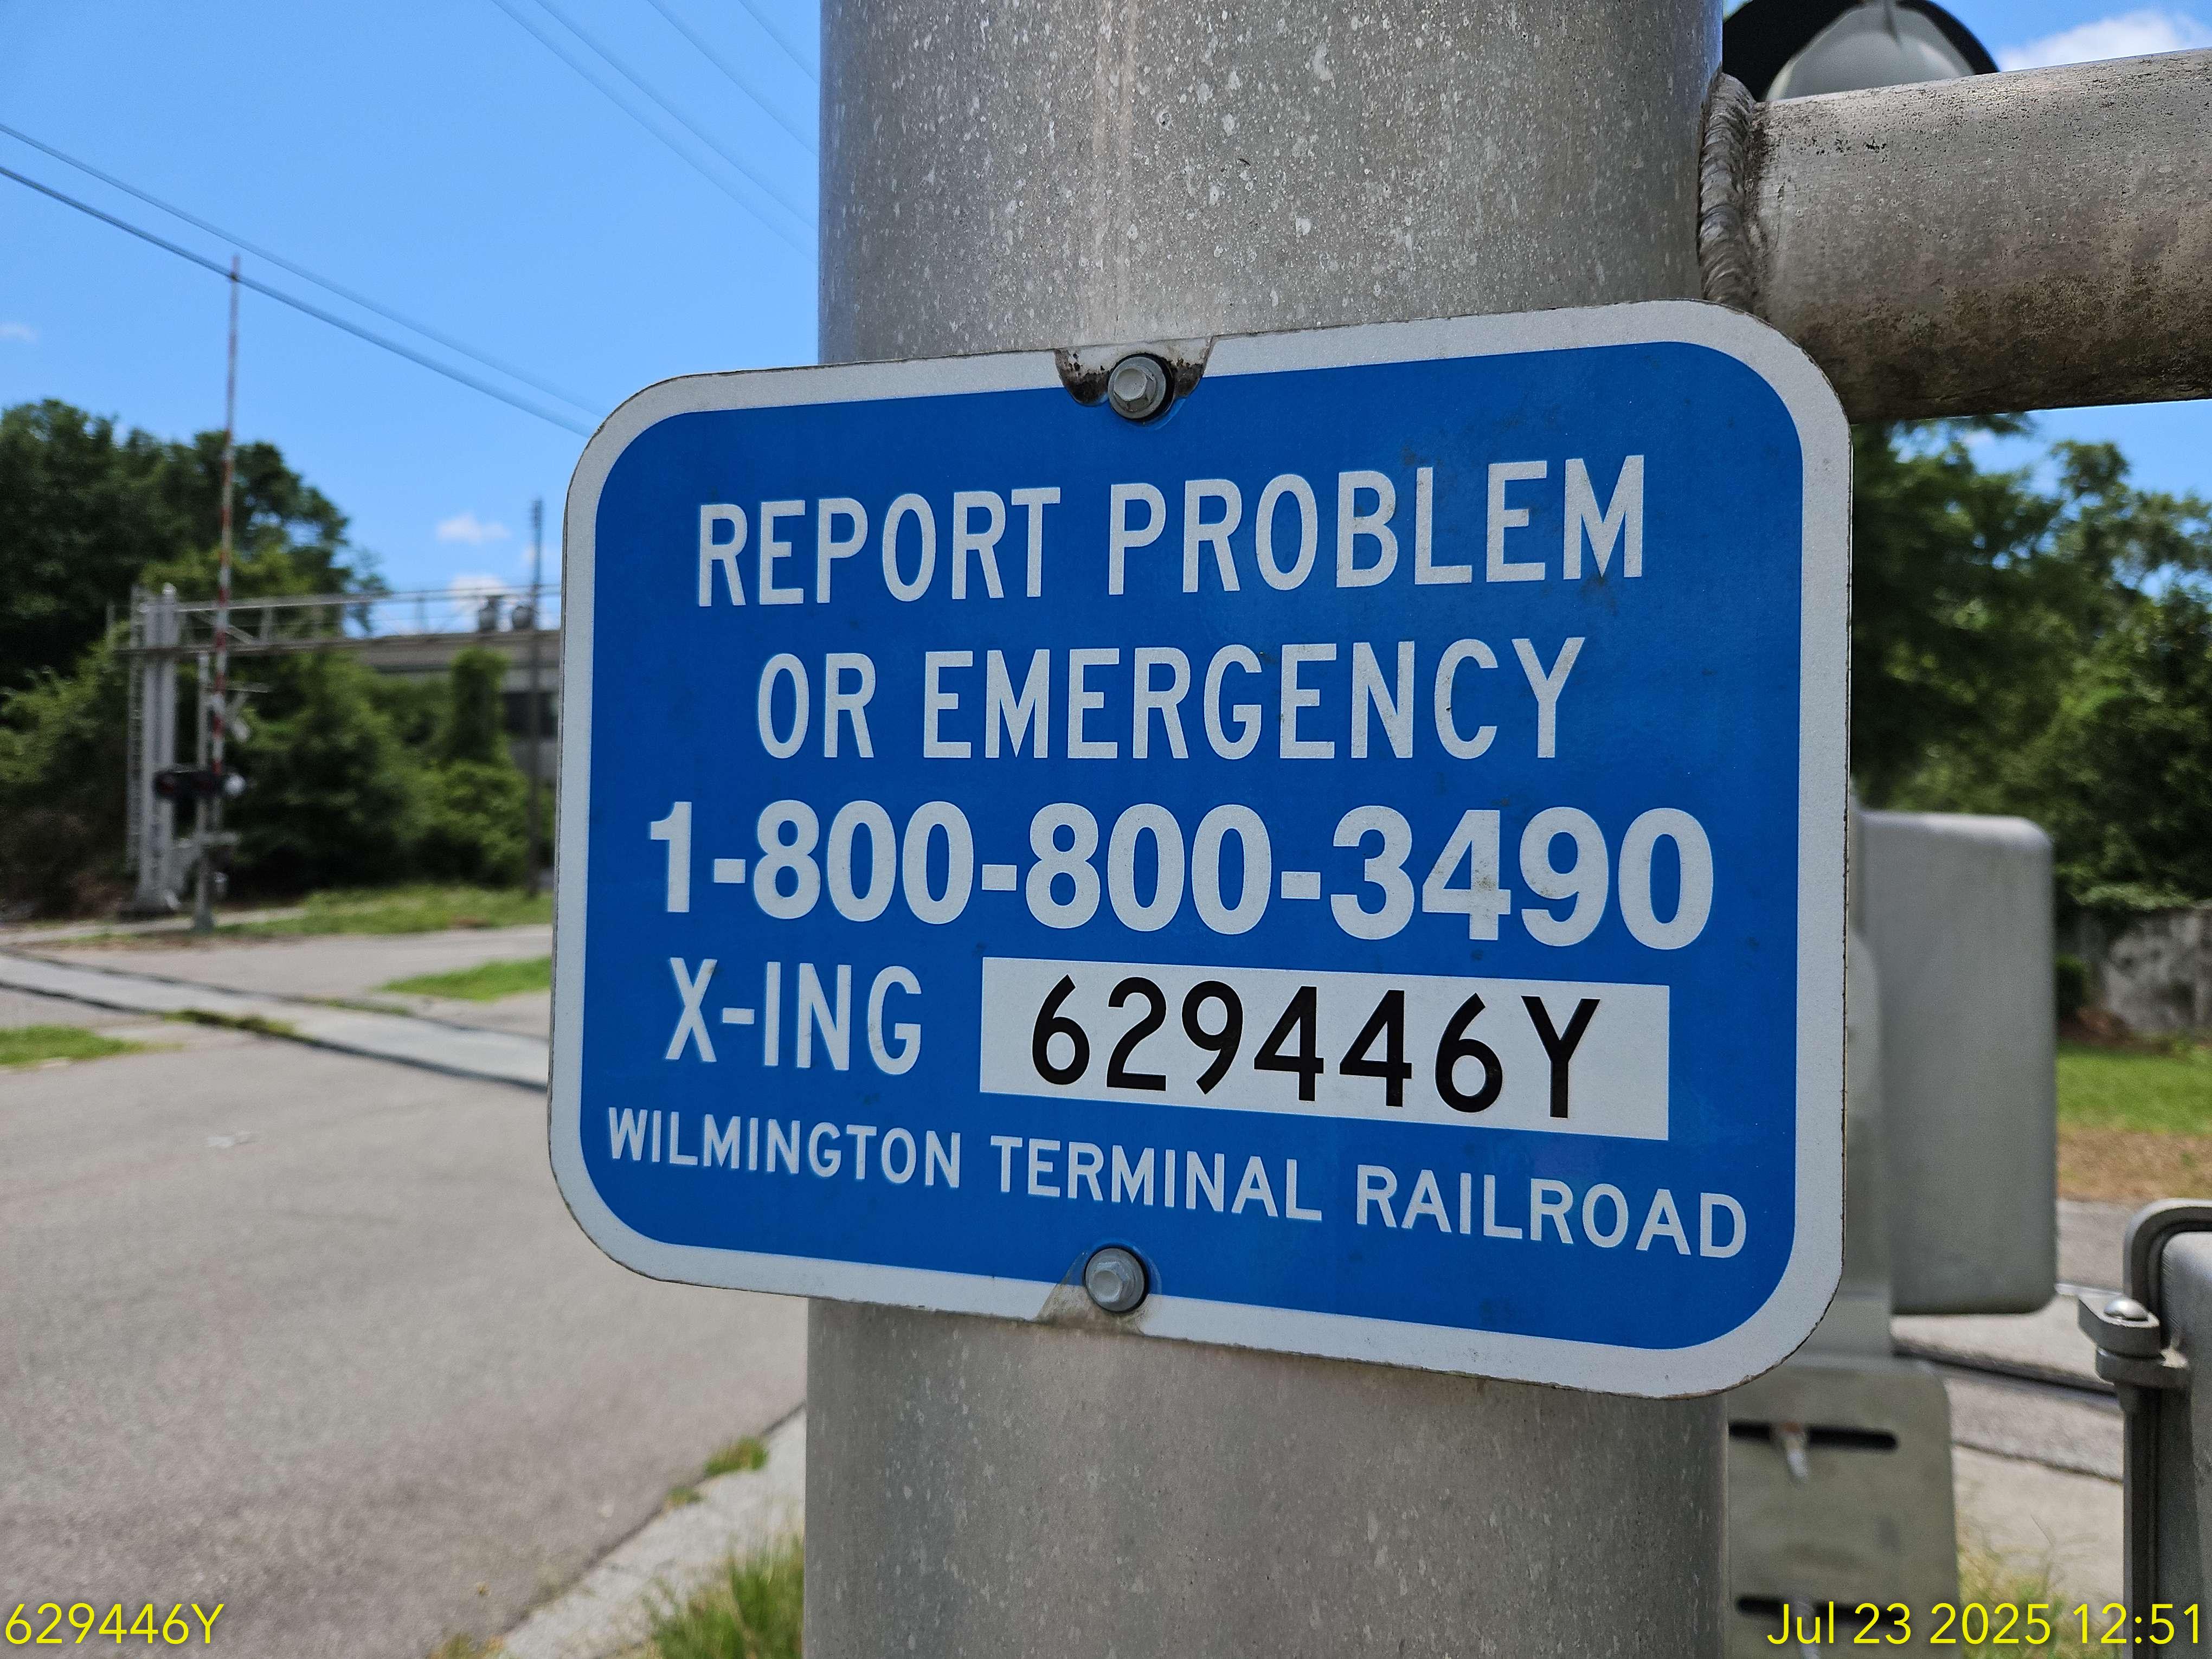 REPORT PROBLEM
OR EMERGENCY
1-800-800-3490
X-ING 629446Y
WILMINGTON TERMINAL RAILROAD
629446Y
Jul 23 2025 12:51